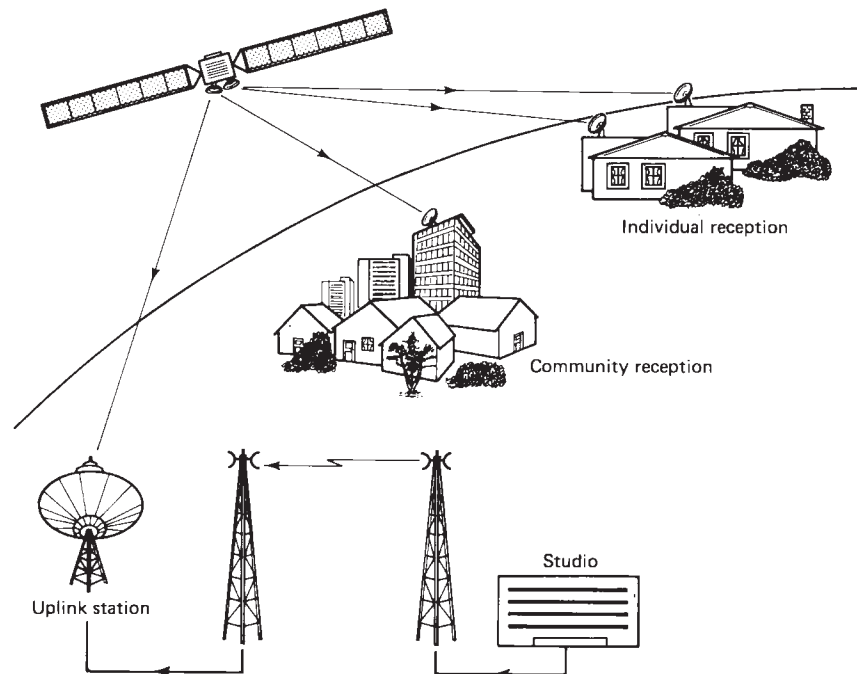 Individual reception
Community reception
Studio
Uplink station